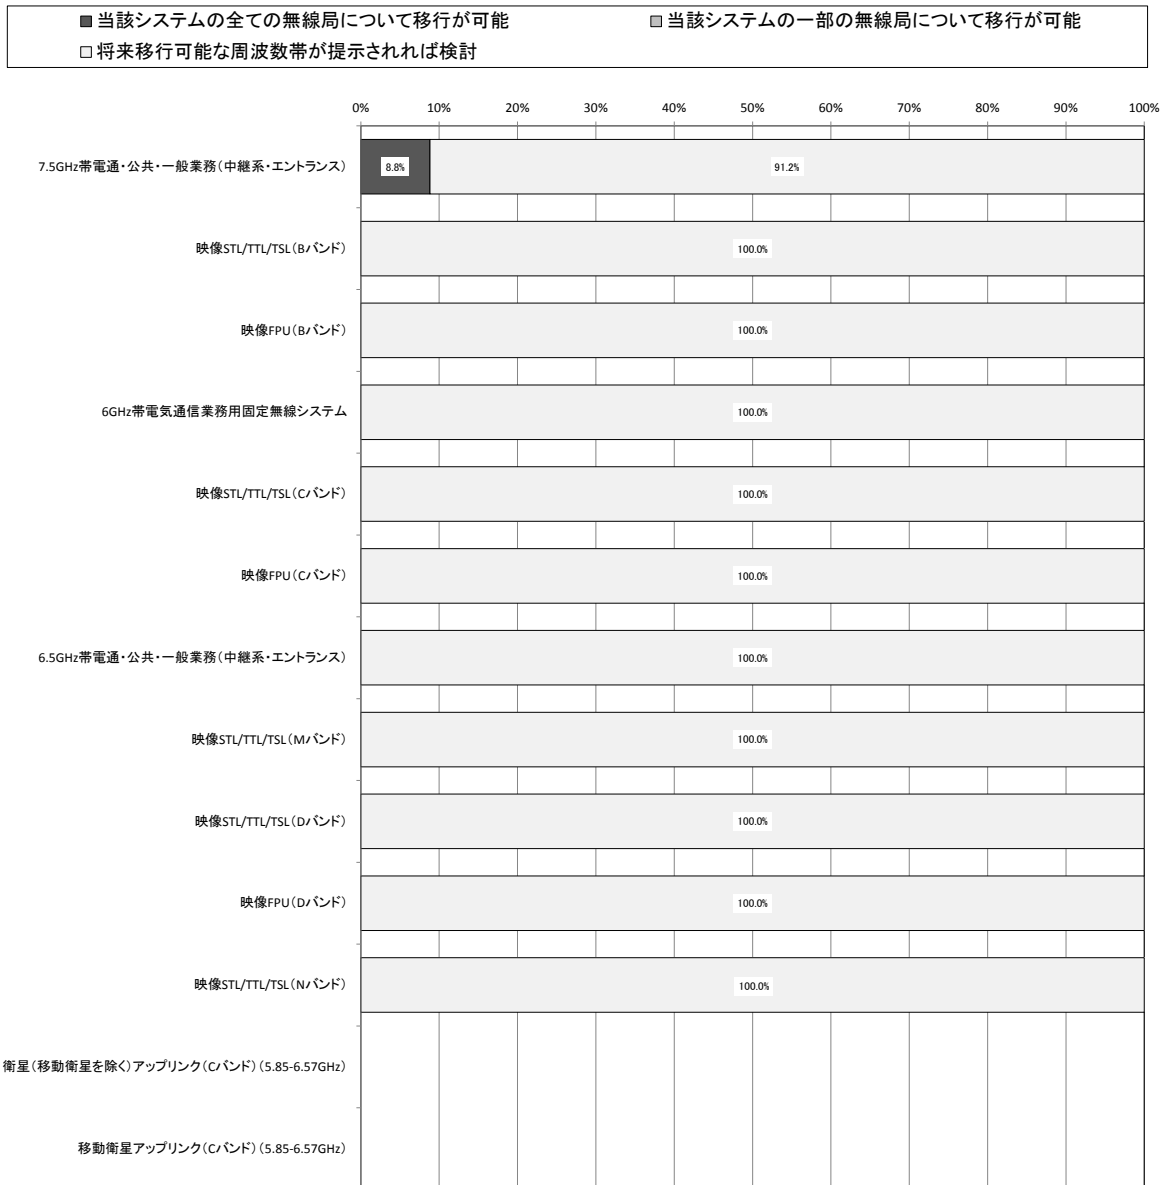 ■当該システムの全ての無線局について移行が可能 ■当該システムの一部の無線局について移行が可能
□将来移行可能な周波数帯が提示されれば検討
0% 10% 20% 30% 40% 50% 60% 70% 80% 90% 100%
7.5GHz帯電通・公共・一般業務(中継系・エントランス) 8.8% 91.2%
映像STL/TTL/TSL(Bバンド) 100.0%
映像FPU(Bバンド) 100.0%
6GHz帯電気通信業務用固定無線システム 100.0%
映像STL/TTL/TSL(Cバンド) 100.0%
映像FPU(Cバンド) 100.0%
6.5GHz帯電通・公共・一般業務(中継系・エントランス) 100.0%
映像STL/TTL/TSL(Mバンド) 100.0%
映像STL/TTL/TSL(Dバンド) 100.0%
映像FPU(Dバンド) 100.0%
映像STL/TTL/TSL(Nバンド) 100.0%
衛星(移動衛星を除く)アップリンク(Cバンド)(5.85-6.57GHz)
移動衛星アップリンク(Cバンド)(5.85-6.57GHz)